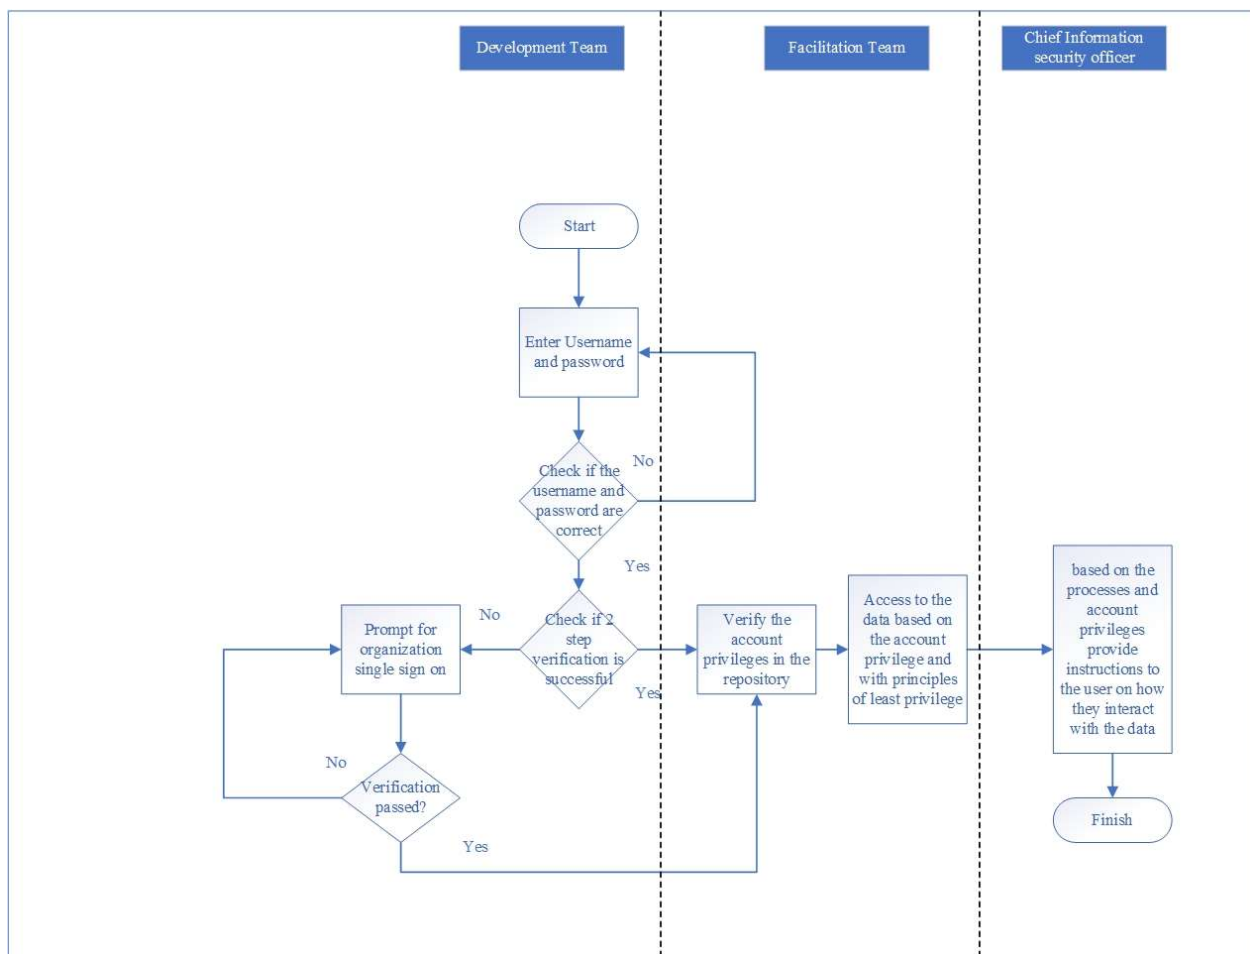 Development Team
Facilitation Team
Chief Information
security officer
Start
Enter Username
and password
Check if the
username and
password are
correct
No
Yes
Check if 2
step
verification is
successful
No
Yes
Prompt for
organization
single sign on
Verification
passed?
No
Yes
Verify the
account
privileges in the
repository
Access to the
data based on
the account
privilege and
with principles
of least privilege
based on the
processes and
account
privileges
provide
instructions to
the user on how
they interact
with the data
Finish